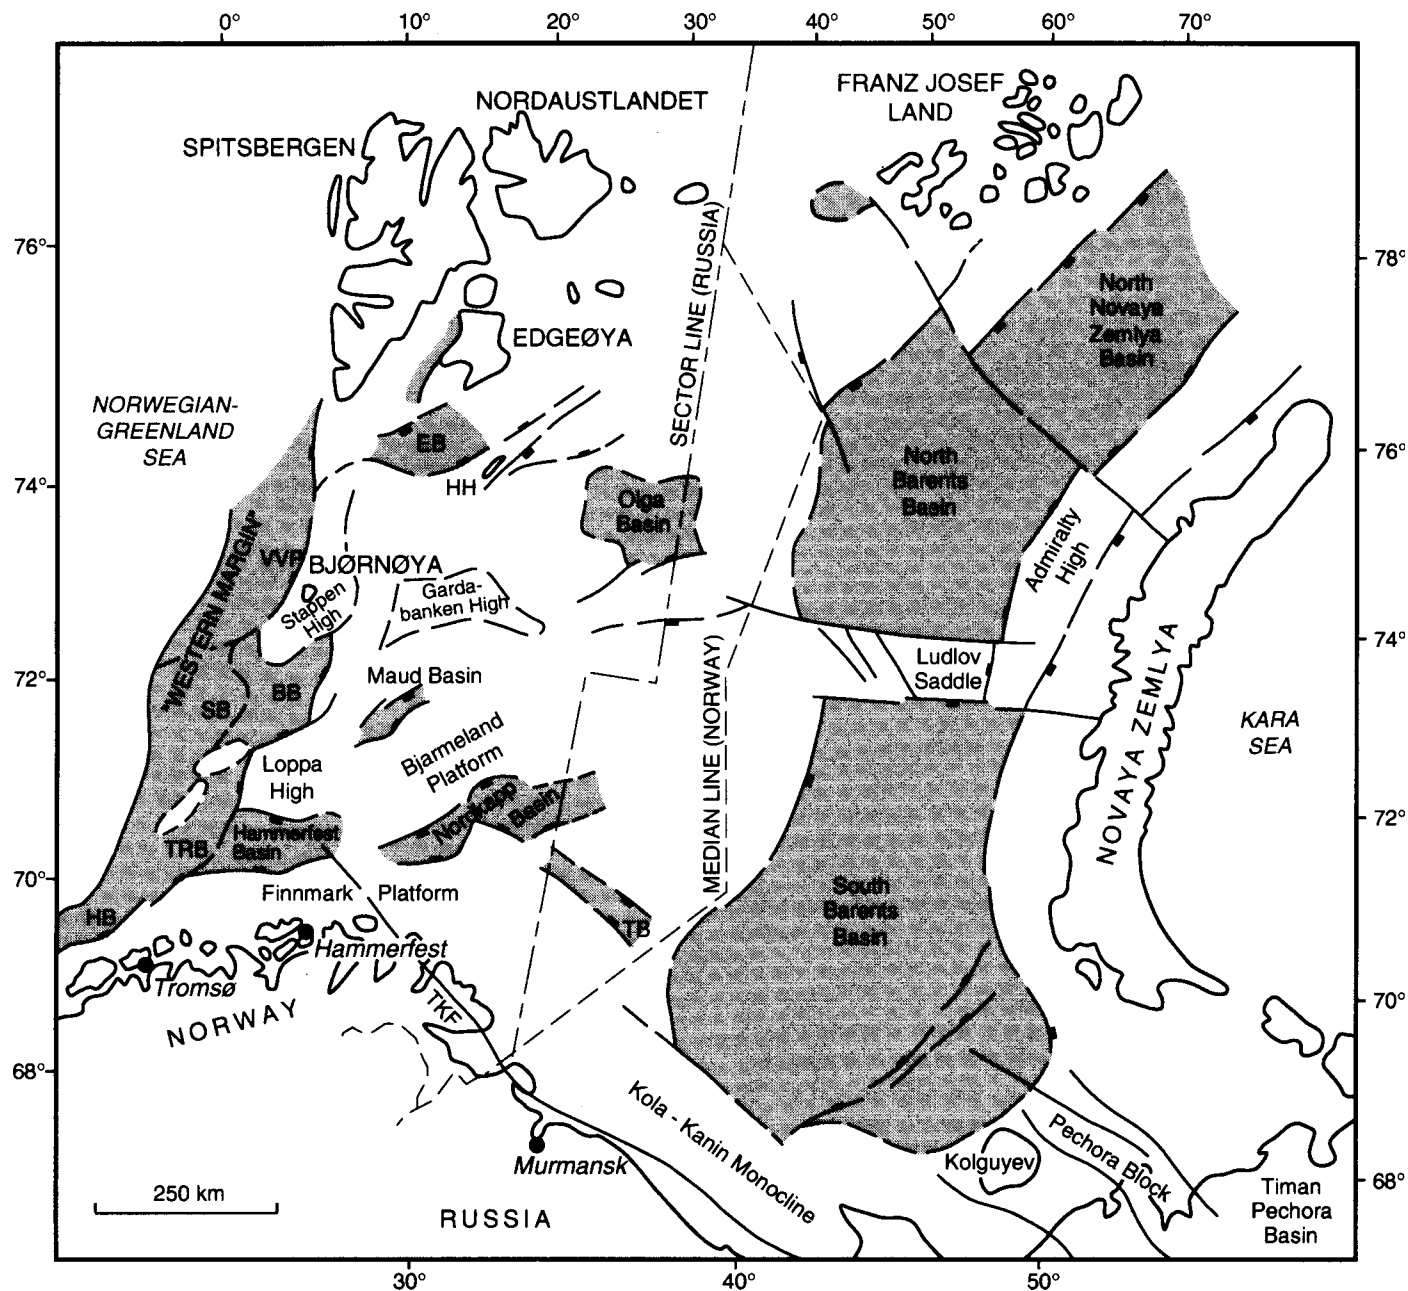 0° 10° 20° 30° 40° 50° 60° 70°
FRANZ JOSEF
LAND
NORDAUSTLANDET
SPITSBERGEN
76°
78°
SECTOR LINE (RUSSIA)
North
Novaya
Zemlya
Basin
EDGEØYA
NORWEGIAN-
GREENLAND
SEA
EB
HH
76°
74°
Olga
Basin
North
Barents
Basin
Admiralty
High
"WESTERN MARGIN"
VVP
BJØRNØYA
Stappen
High
Garda-
banken High
74°
72°
Ludlov
Saddle
Maud Basin
SB
BB
MEDIAN LINE (NORWAY)
NOVAYA ZEMLYA
KARA
SEA
Bjarmeland
Platform
Loppa
High
Nordkapp
Basin
72°
TRB
Hammerfest
Basin
70°
Finnmark Platform
South
Barents
Basin
HB
TB
Hammerfest
Tromsø
NORWAY
TKF
70°
68°
Kola - Kanin Monocline
Pechora Block
Kolguyev
Murmansk
68°
250 km
RUSSIA
Timan
Pechora
Basin
30° 40° 50°